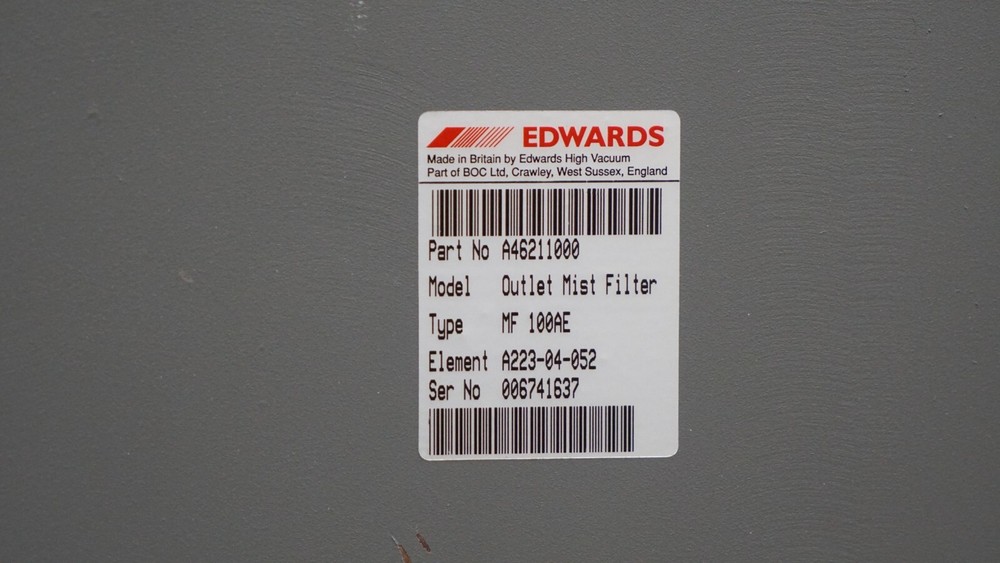 EDWARDS
Made in Britain by Edwards High Vacuum
Part of BOC Ltd, Crawley, West Sussex, England
Part No A46211000
Model Outlet Mist Filter
Type MF 100AE
Element A223-04-052
Ser No 006741637